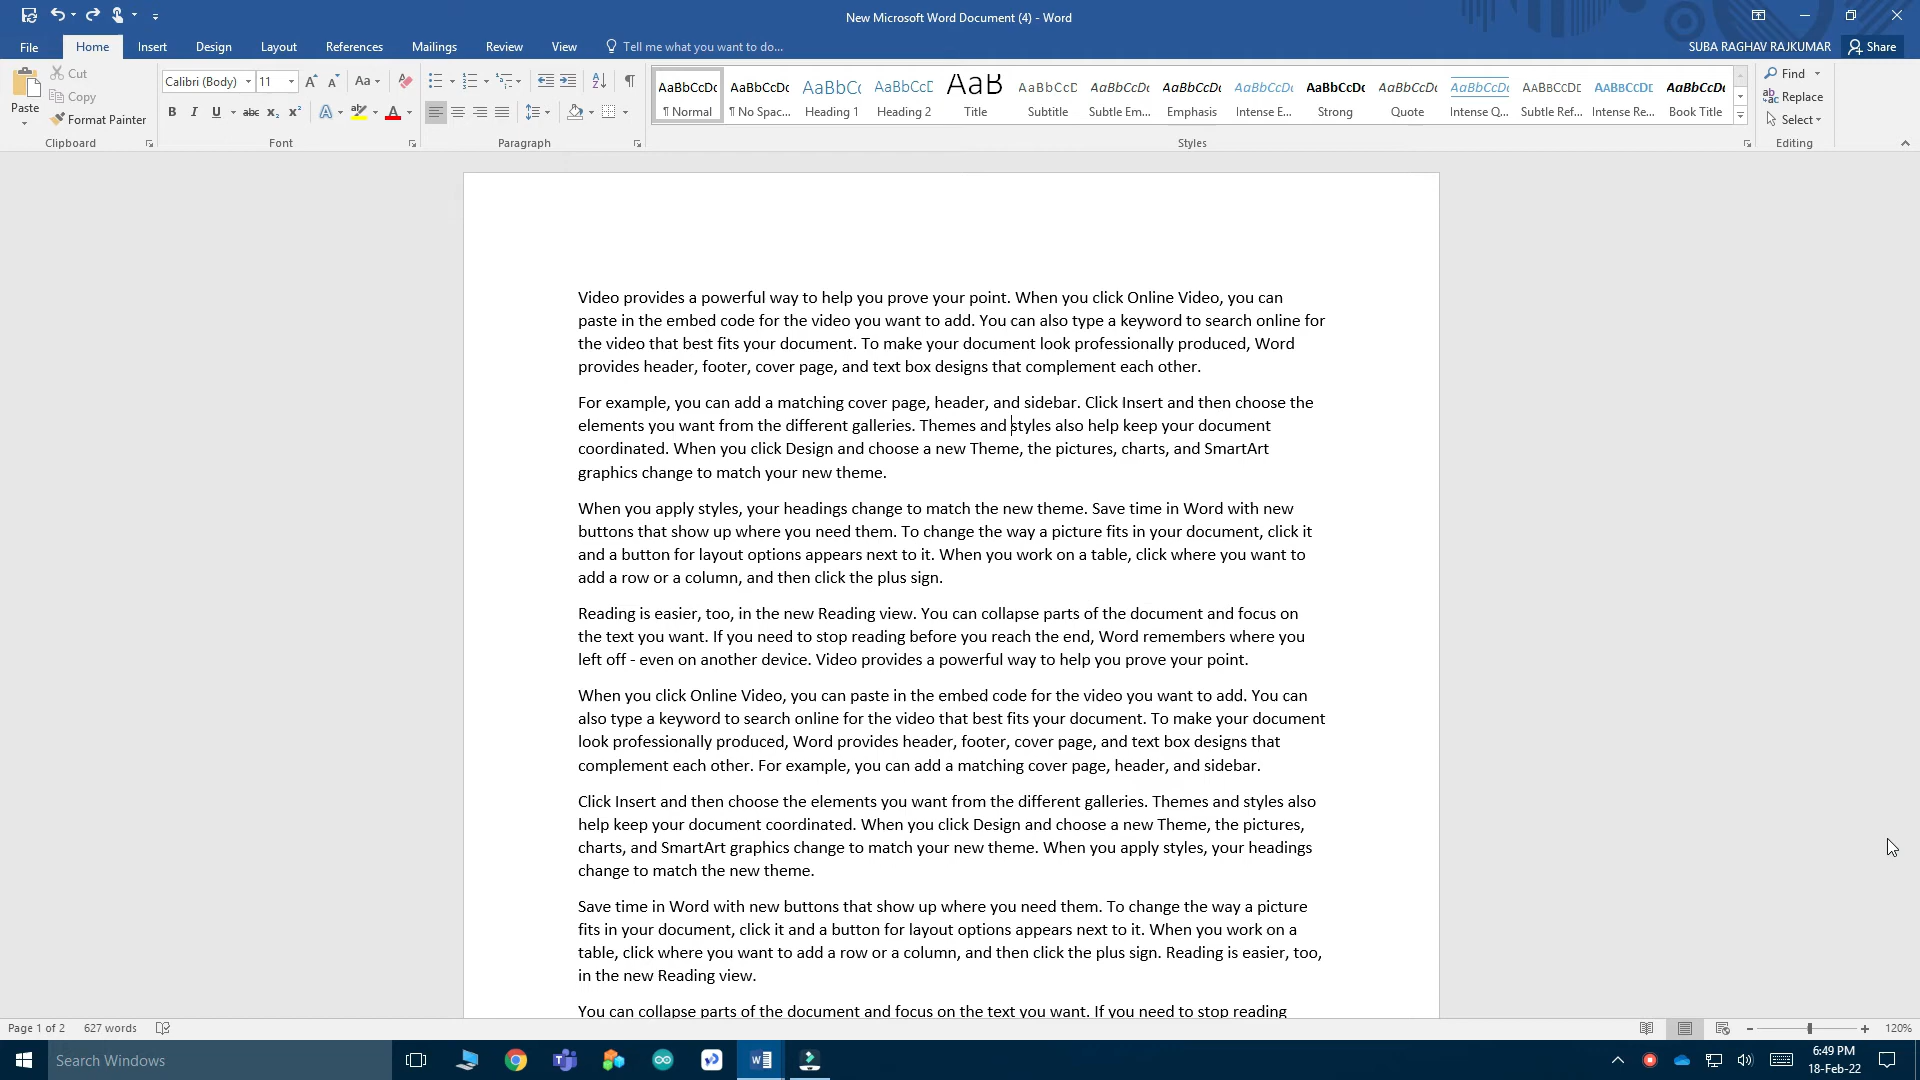 New Microsoft Word Document (4) - Word
File Home Insert Design Layout References Mailings Review View Tell me what you want to do... SUBA RAGHAV RAJKUMAR Share
Paste
Cut
Copy
Format Painter
Clipboard
Calibri (Body) 11 Aa
B I U abc X₂ X² A ab A
Font
Paragraph
AaBbCcDc AaBbCcDc AaBbCc AaBbCcD AaB AaBbCcD AaBbCcDc AaBbCcDc AaBbCcDc AaBbCcDc AaBbCcDc AaBbCcDc AABBCCDC AABBCCDC AaBbCcDc
¶ Normal ¶ No Spac... Heading 1 Heading 2 Title Subtitle Subtle Em... Emphasis Intense E... Strong Quote Intense Q... Subtle Ref... Intense Re... Book Title
Styles
Find
Replace
Select
Editing
Video provides a powerful way to help you prove your point. When you click Online Video, you can
paste in the embed code for the video you want to add. You can also type a keyword to search online for
the video that best fits your document. To make your document look professionally produced, Word
provides header, footer, cover page, and text box designs that complement each other.
For example, you can add a matching cover page, header, and sidebar. Click Insert and then choose the
elements you want from the different galleries. Themes and styles also help keep your document
coordinated. When you click Design and choose a new Theme, the pictures, charts, and SmartArt
graphics change to match your new theme.
When you apply styles, your headings change to match the new theme. Save time in Word with new
buttons that show up where you need them. To change the way a picture fits in your document, click it
and a button for layout options appears next to it. When you work on a table, click where you want to
add a row or a column, and then click the plus sign.
Reading is easier, too, in the new Reading view. You can collapse parts of the document and focus on
the text you want. If you need to stop reading before you reach the end, Word remembers where you
left off - even on another device. Video provides a powerful way to help you prove your point.
When you click Online Video, you can paste in the embed code for the video you want to add. You can
also type a keyword to search online for the video that best fits your document. To make your document
look professionally produced, Word provides header, footer, cover page, and text box designs that
complement each other. For example, you can add a matching cover page, header, and sidebar.
Click Insert and then choose the elements you want from the different galleries. Themes and styles also
help keep your document coordinated. When you click Design and choose a new Theme, the pictures,
charts, and SmartArt graphics change to match your new theme. When you apply styles, your headings
change to match the new theme.
Save time in Word with new buttons that show up where you need them. To change the way a picture
fits in your document, click it and a button for layout options appears next to it. When you work on a
table, click where you want to add a row or a column, and then click the plus sign. Reading is easier, too,
in the new Reading view.
You can collapse parts of the document and focus on the text you want. If you need to stop reading
Page 1 of 2 627 words 120%
Search Windows
6:49 PM
18-Feb-22